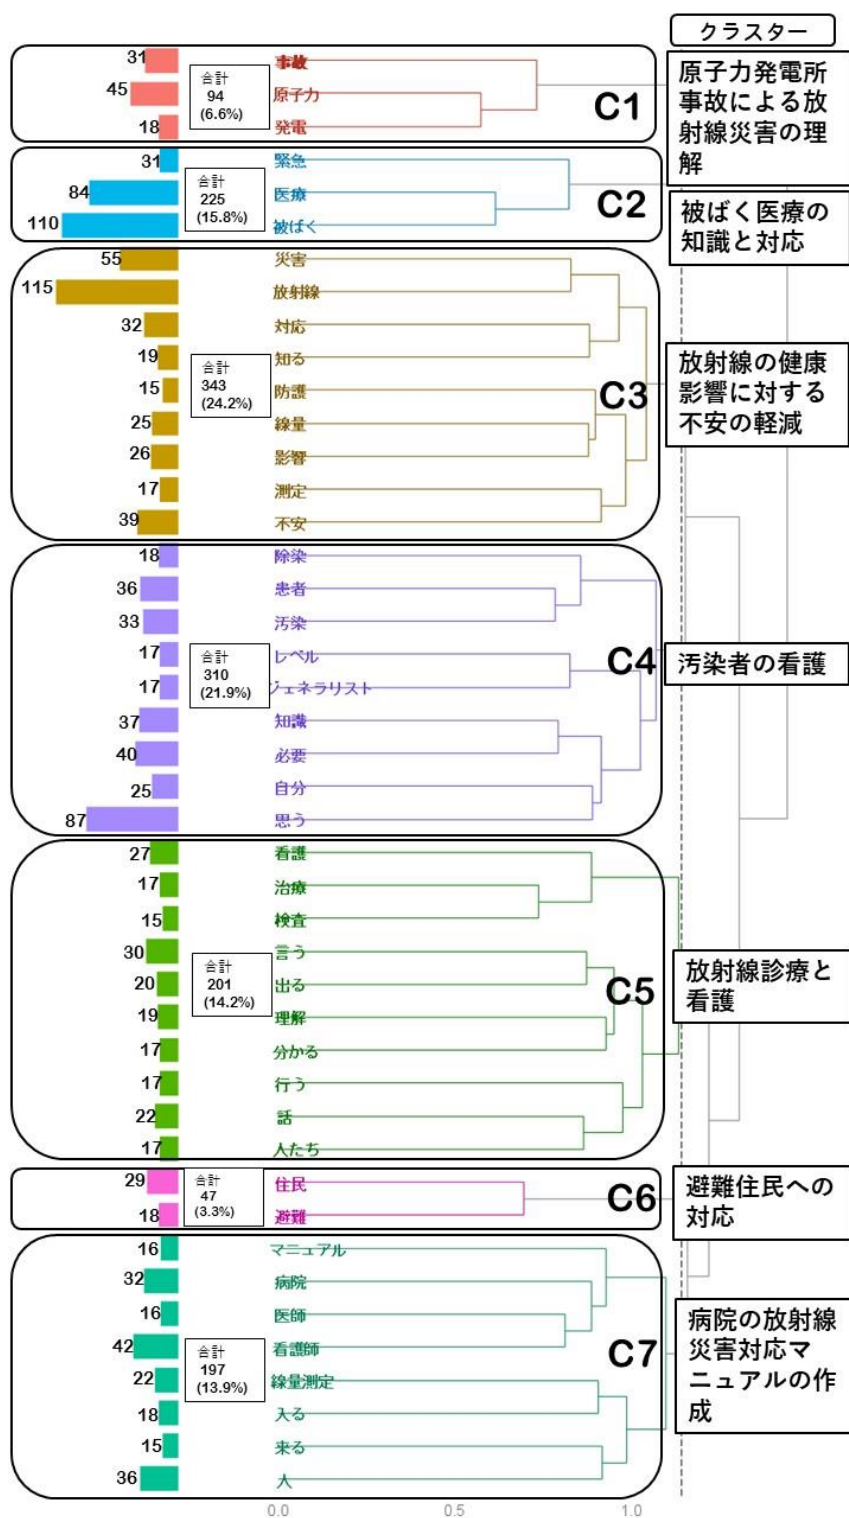 クラスター
31 事故
45 原子力
18 発電
合計
94
(6.6%)
C1
原子力発電所
事故による放
射線災害の理
解
31 緊急
84 医療
110 被ばく
合計
225
(15.8%)
C2
被ばく医療の
知識と対応
55 災害
115 放射線
32 対応
19 知る
15 防護
25 線量
26 影響
17 測定
39 不安
合計
343
(24.2%)
C3
放射線の健康
影響に対する
不安の軽減
18 除染
36 患者
33 汚染
17 レベル
17 ジェネラリスト
37 知識
40 必要
25 自分
87 思う
合計
310
(21.9%)
C4
汚染者の看護
27 看護
17 治療
15 検査
30 言う
20 出る
19 理解
17 分かる
17 行う
22 話
17 人たち
合計
201
(14.2%)
C5
放射線診療と
看護
29 住民
18 避難
合計
47
(3.3%)
C6
避難住民への
対応
16 マニュアル
32 病院
16 医師
42 看護師
22 線量測定
18 入る
15 来る
36 人
合計
197
(13.9%)
C7
病院の放射線
災害対応マ
ニュアルの作
成
0.0 0.5 1.0